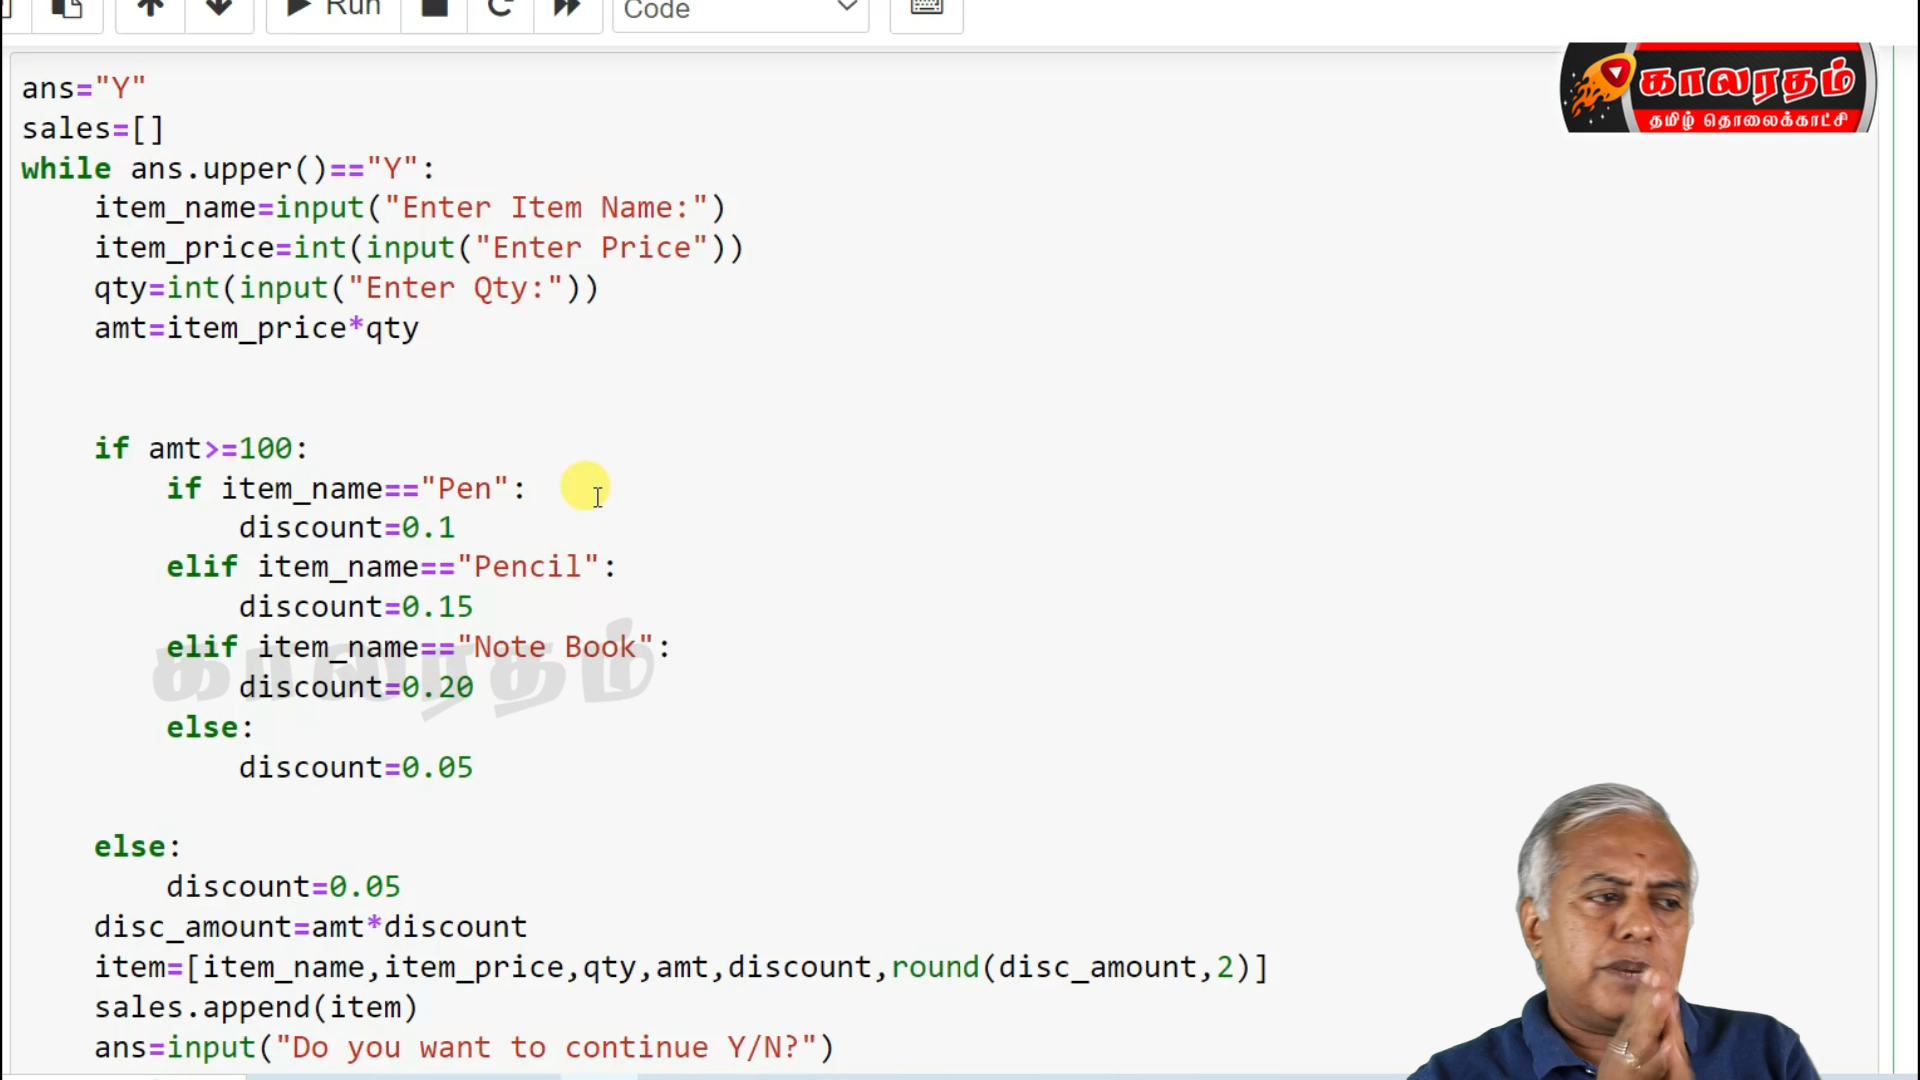 Run
Code
காலரதம்
தமிழ் தொலைக்காட்சி
ans="Y"
sales=[]
while ans.upper()=="Y":
    item_name=input("Enter Item Name:")
    item_price=int(input("Enter Price"))
    qty=int(input("Enter Qty:"))
    amt=item_price*qty
    if amt>=100:
        if item_name=="Pen":
            discount=0.1
        elif item_name=="Pencil":
            discount=0.15
        elif item_name=="Note Book":
            discount=0.20
        else:
            discount=0.05
    else:
        discount=0.05
    disc_amount=amt*discount
    item=[item_name,item_price,qty,amt,discount,round(disc_amount,2)]
    sales.append(item)
    ans=input("Do you want to continue Y/N?")
காலரதம்